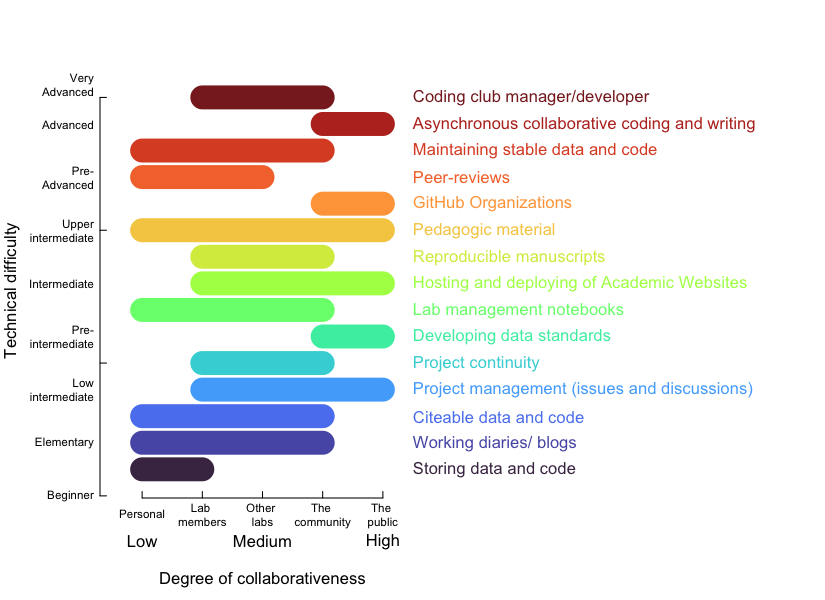 Very
Advanced
Coding club manager/developer
Advanced
Asynchronous collaborative coding and writing
Maintaining stable data and code
Pre-
Advanced
Peer-reviews
GitHub Organizations
Upper
intermediate
Pedagogic material
Reproducible manuscripts
Intermediate
Hosting and deploying of Academic Websites
Lab management notebooks
Pre-
intermediate
Developing data standards
Project continuity
Low
intermediate
Project management (issues and discussions)
Citeable data and code
Elementary
Working diaries/ blogs
Storing data and code
Beginner
Technical difficulty
Personal
Lab
members
Other
labs
The
community
The
public
Low
Medium
High
Degree of collaborativeness